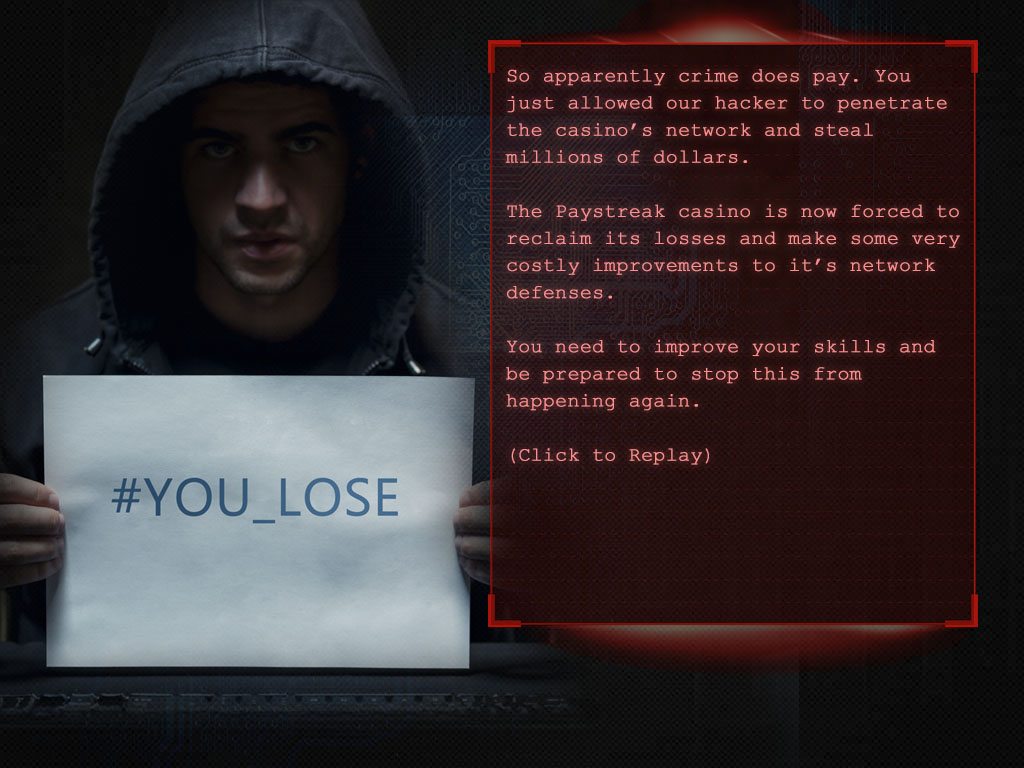 So apparently crime does pay. You
just allowed our hacker to penetrate
the casino’s network and steal
millions of dollars.
The Paystreak casino is now forced to
reclaim its losses and make some very
costly improvements to it’s network
defenses.
You need to improve your skills and
be prepared to stop this from
happening again.
(Click to Replay)
#YOU_LOSE